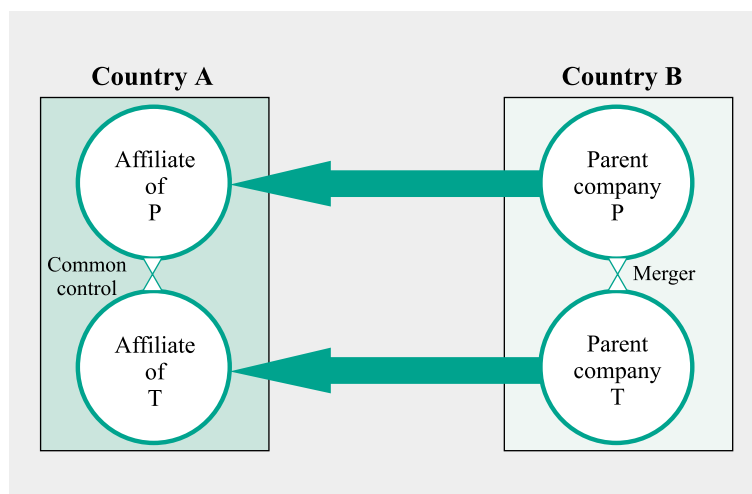 Country A
Country B
Affiliate
of
P
Parent
company
P
Common
control
Merger
Affiliate
of
T
Parent
company
T